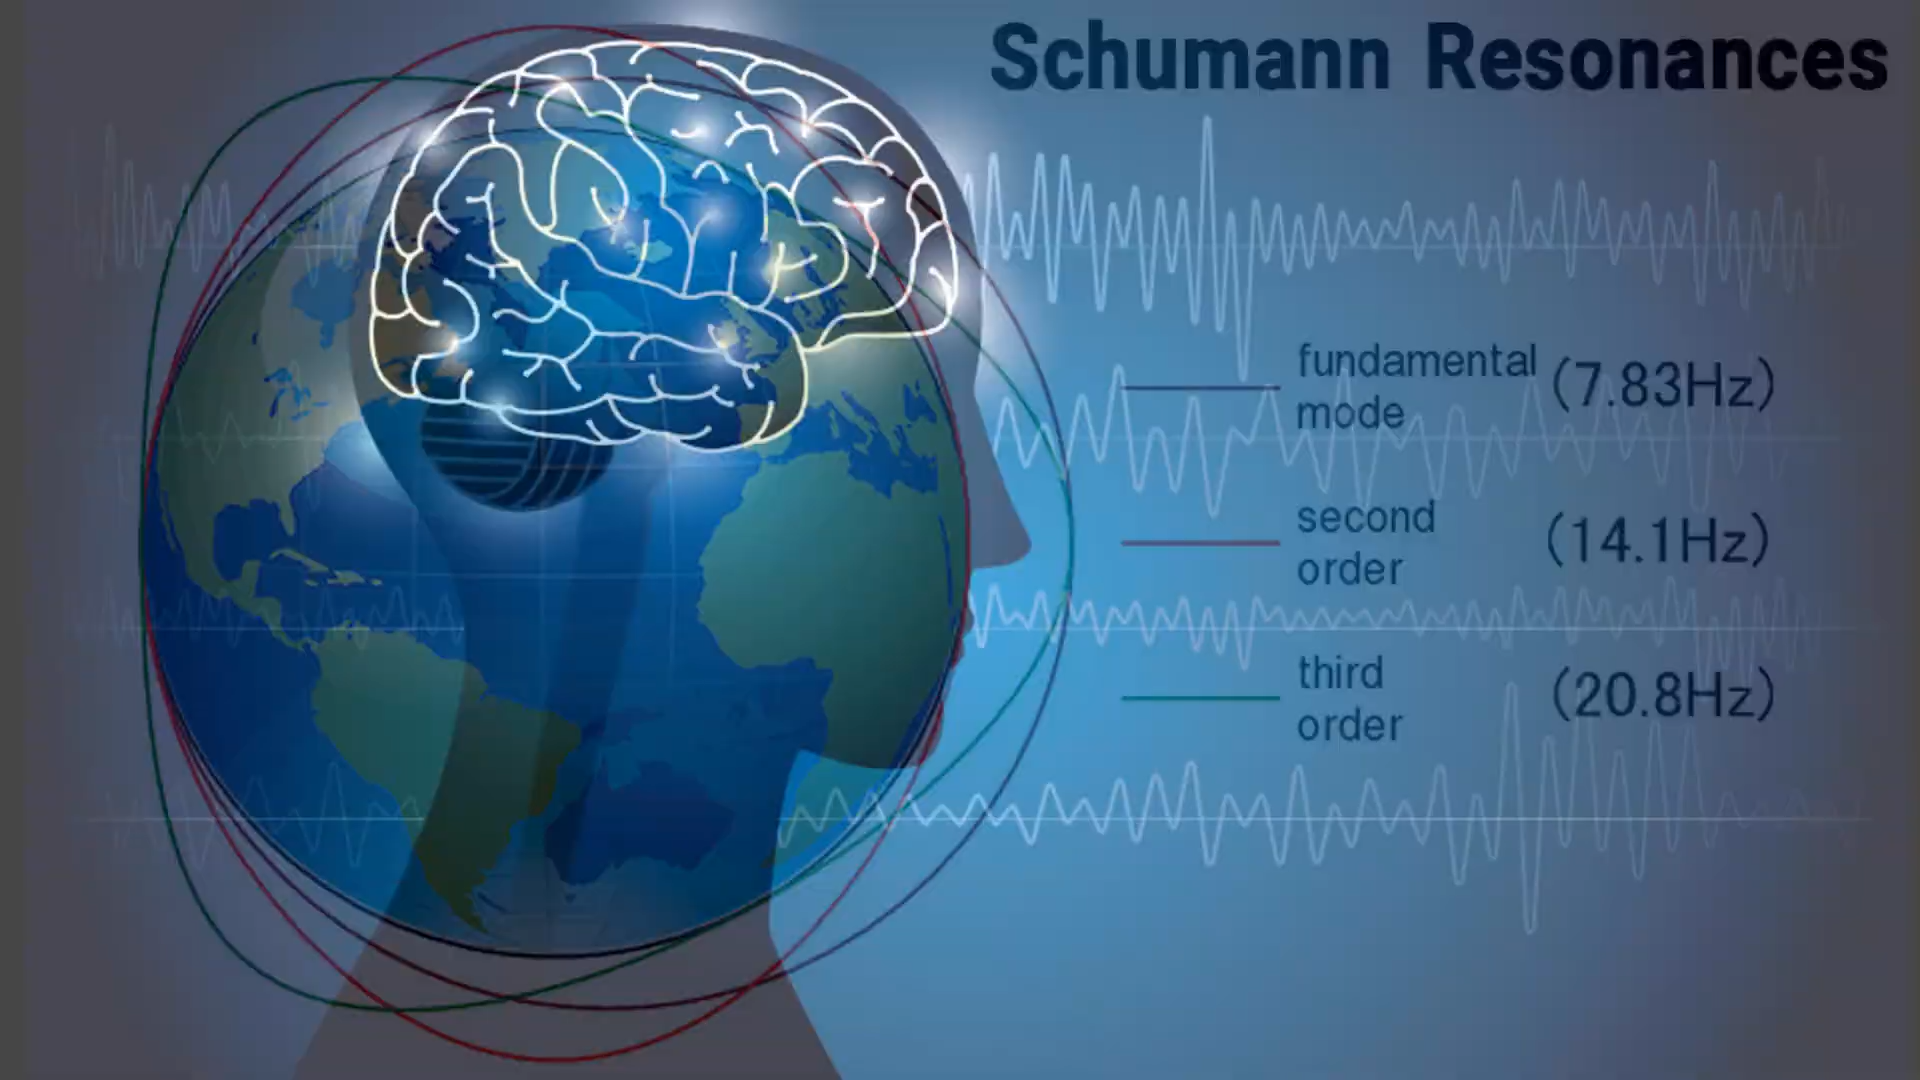 Schumann Resonances
fundamental
mode
(7.83Hz)
second
order
(14.1Hz)
third
order
(20.8Hz)